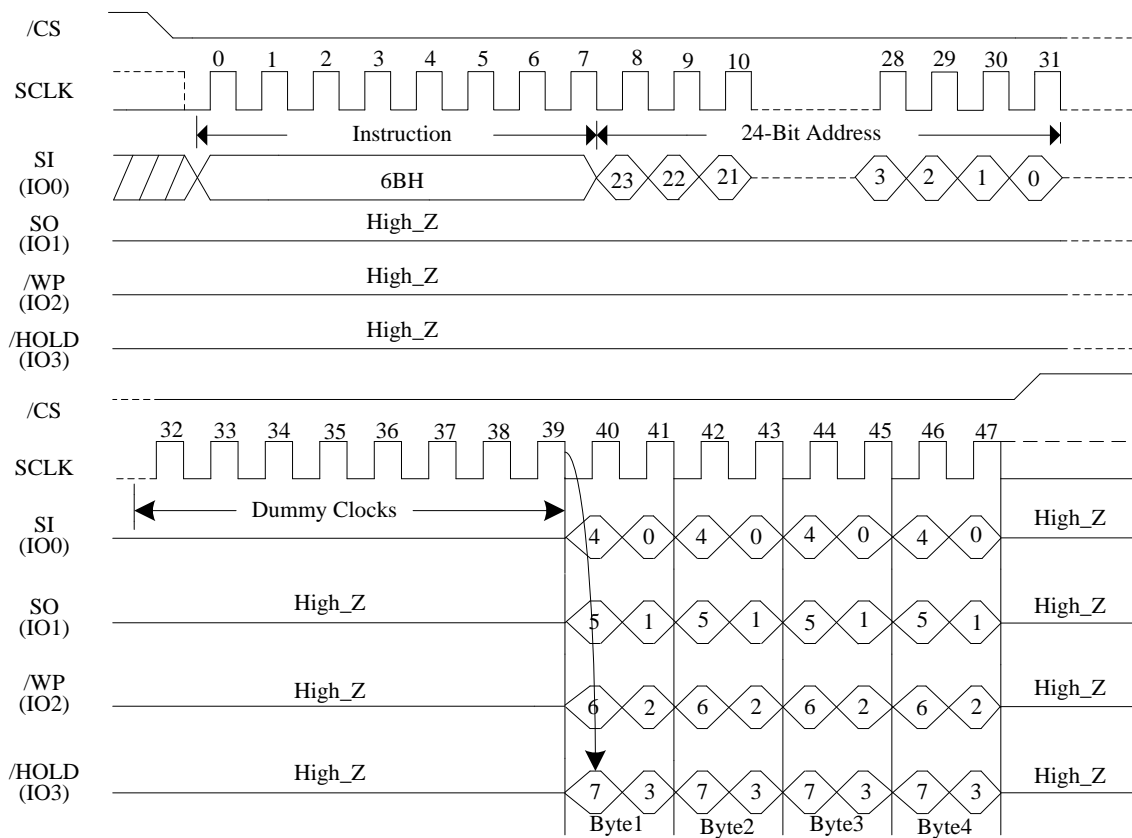 /CS
0 1 2 3 4 5 6 7 8 9 10 28 29 30 31
SCLK
Instruction 24-Bit Address
SI
(IO0)
6BH 23 22 21 3 2 1 0
SO
(IO1)
High_Z
/WP
(IO2)
High_Z
/HOLD
(IO3)
High_Z
/CS
32 33 34 35 36 37 38 39 40 41 42 43 44 45 46 47
SCLK
Dummy Clocks
SI
(IO0)
4 0 4 0 4 0 4 0 High_Z
SO
(IO1)
High_Z 5 1 5 1 5 1 5 1 High_Z
/WP
(IO2)
High_Z 6 2 6 2 6 2 6 2 High_Z
/HOLD
(IO3)
High_Z 7 3 7 3 7 3 7 3 High_Z
Byte1 Byte2 Byte3 Byte4